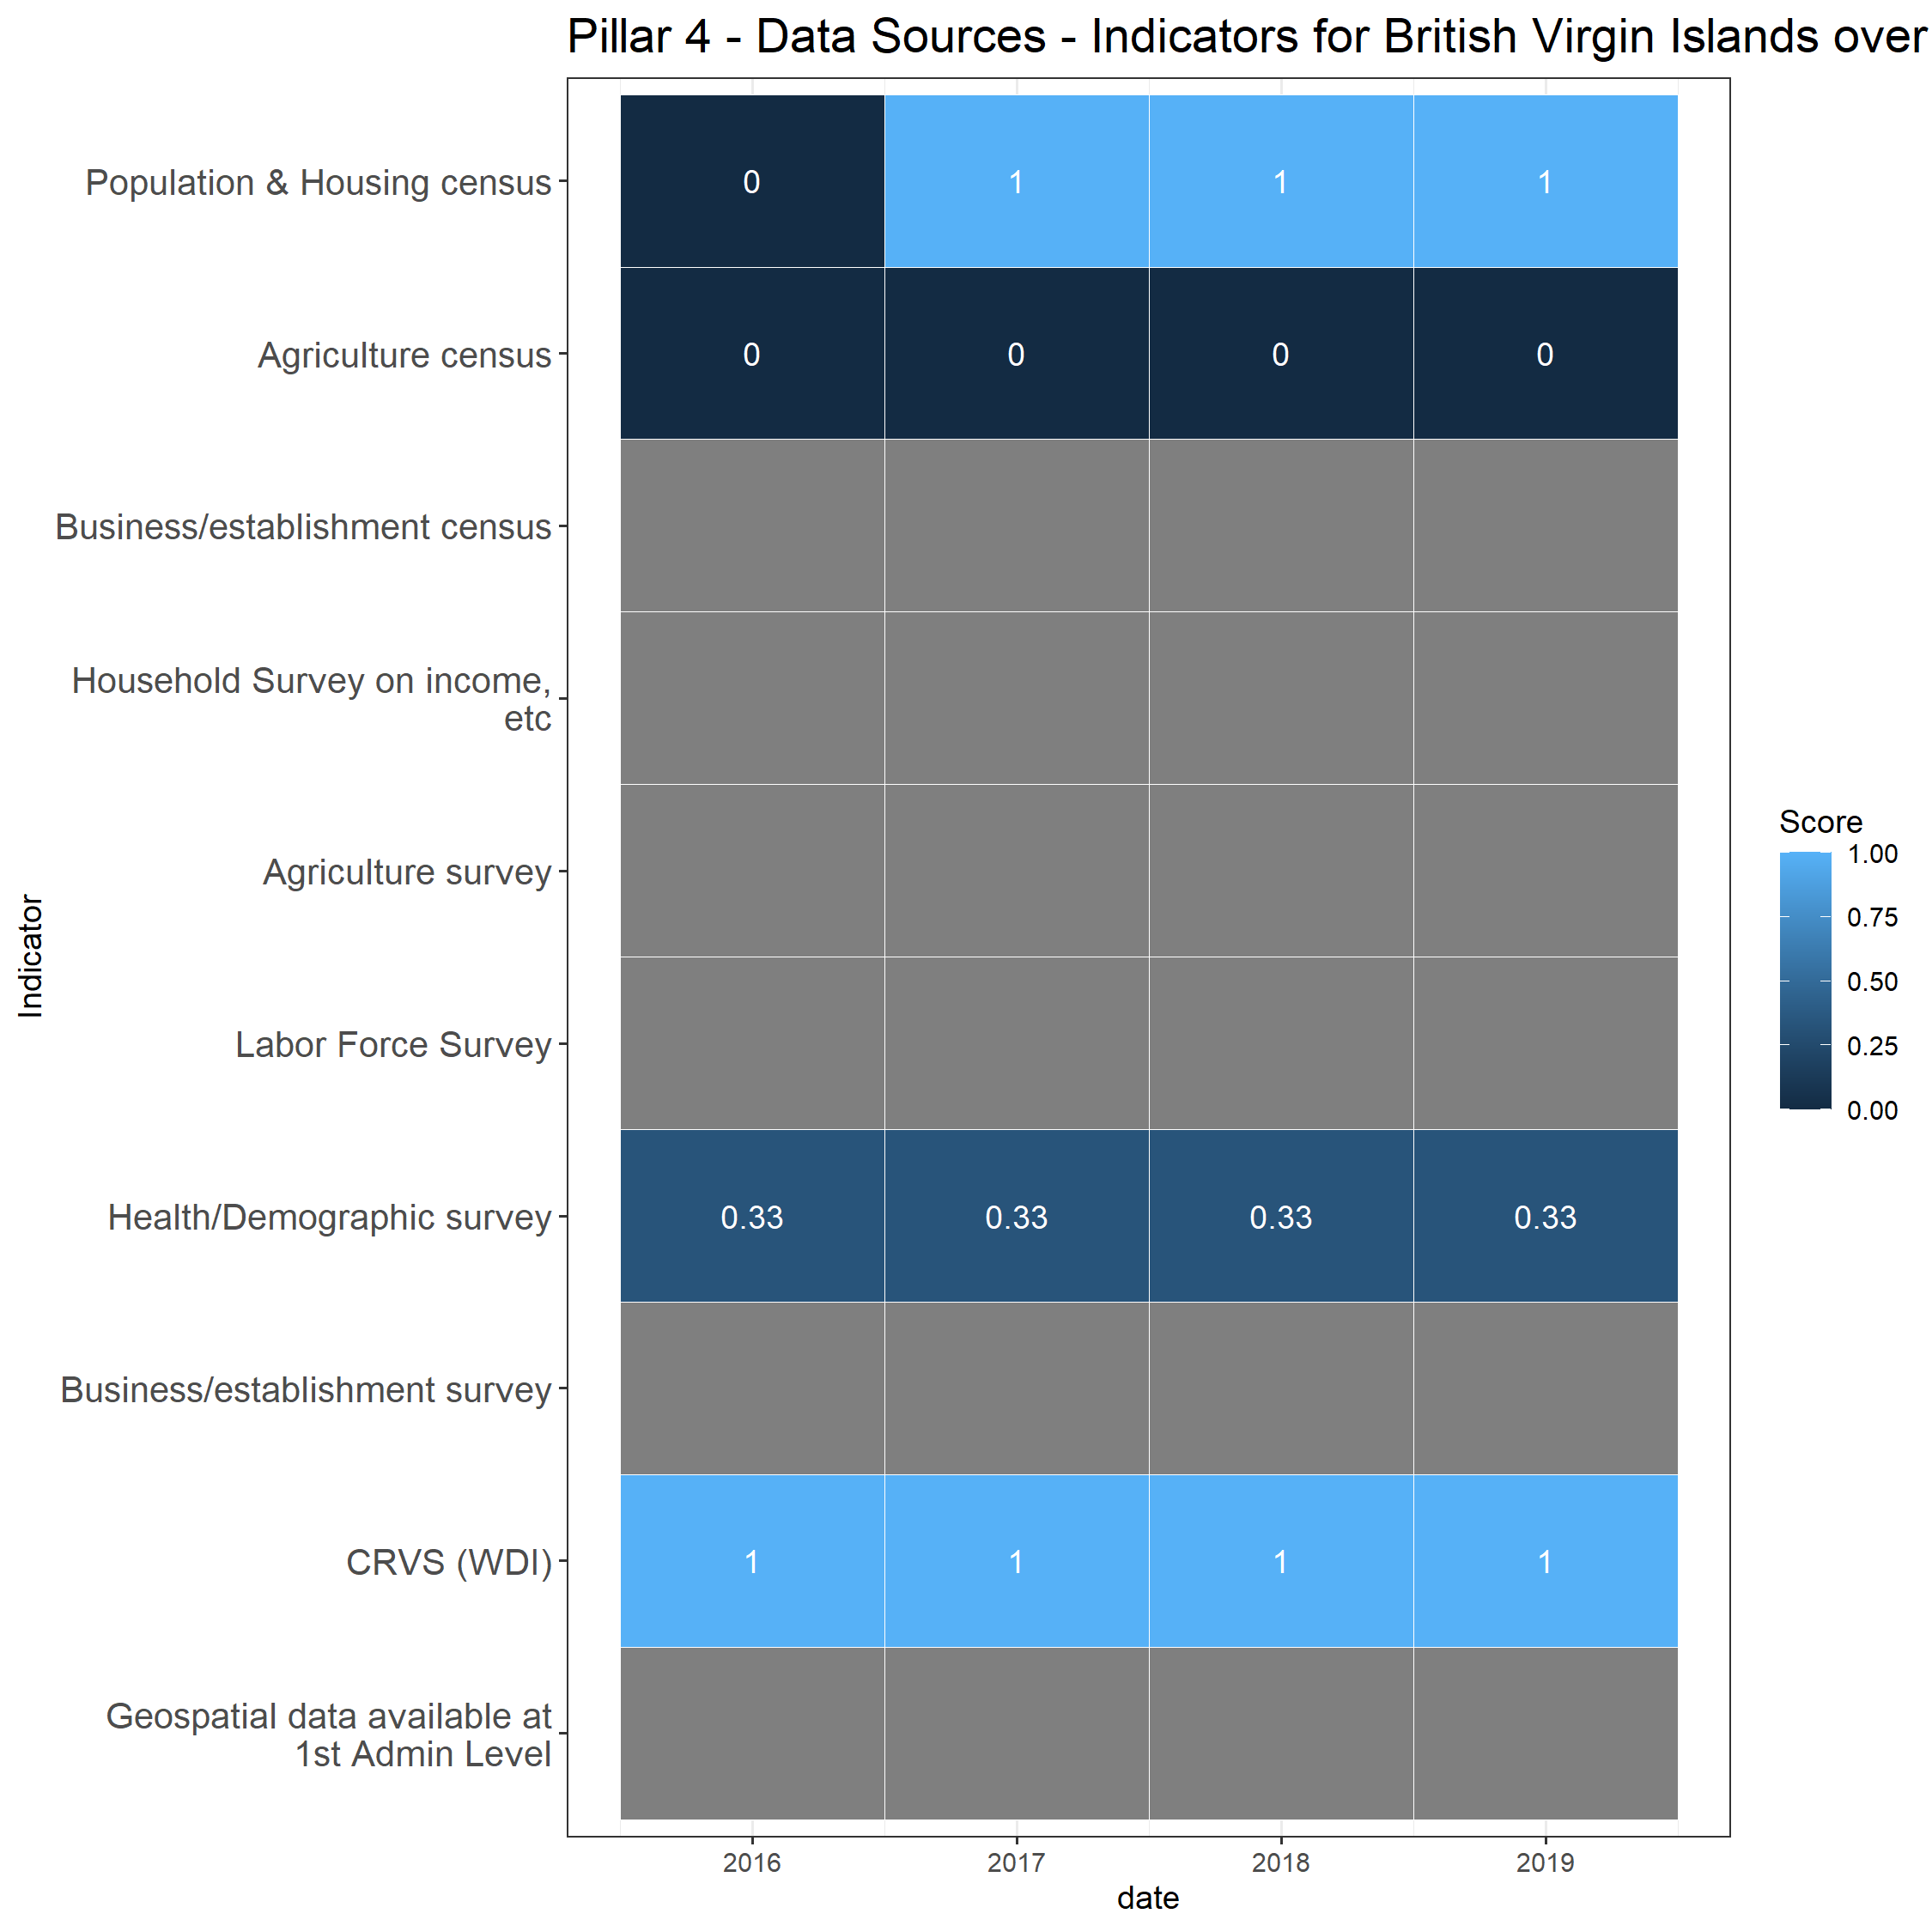 Pillar 4 - Data Sources - Indicators for British Virgin Islands over
Population & Housing census
0 1 1 1
Agriculture census
0 0 0 0
Business/establishment census
Household Survey on income,
etc
Agriculture survey
Labor Force Survey
Health/Demographic survey
0.33 0.33 0.33 0.33
Business/establishment survey
CRVS (WDI)
1 1 1 1
Geospatial data available at
1st Admin Level
Indicator
2016 2017 2018 2019
date
Score
1.00
0.75
0.50
0.25
0.00